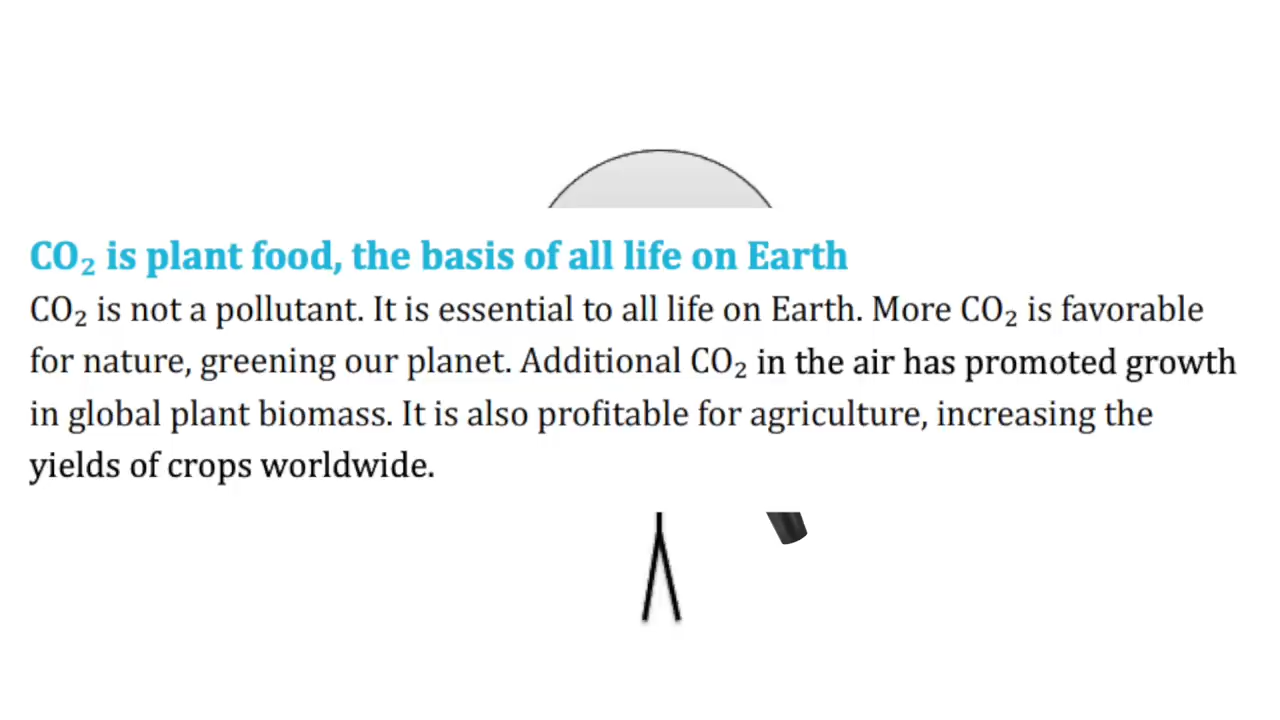 CO₂ is plant food, the basis of all life on Earth
CO₂ is not a pollutant. It is essential to all life on Earth. More CO₂ is favorable
for nature, greening our planet. Additional CO₂ in the air has promoted growth
in global plant biomass. It is also profitable for agriculture, increasing the
yields of crops worldwide.